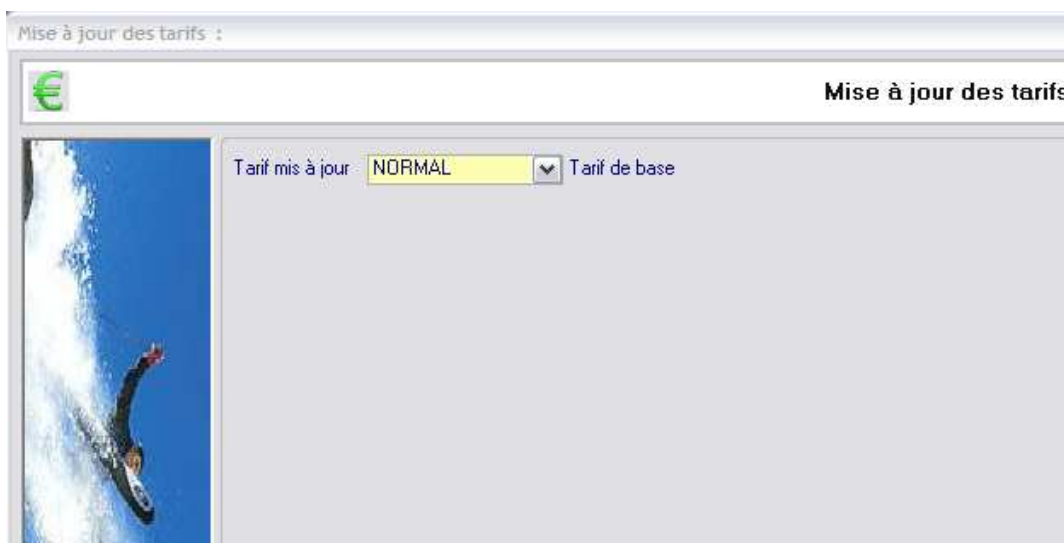 Mise à jour des tarifs :
€
Mise à jour des tarifs
Tarif mis à jour NORMAL Tarif de base